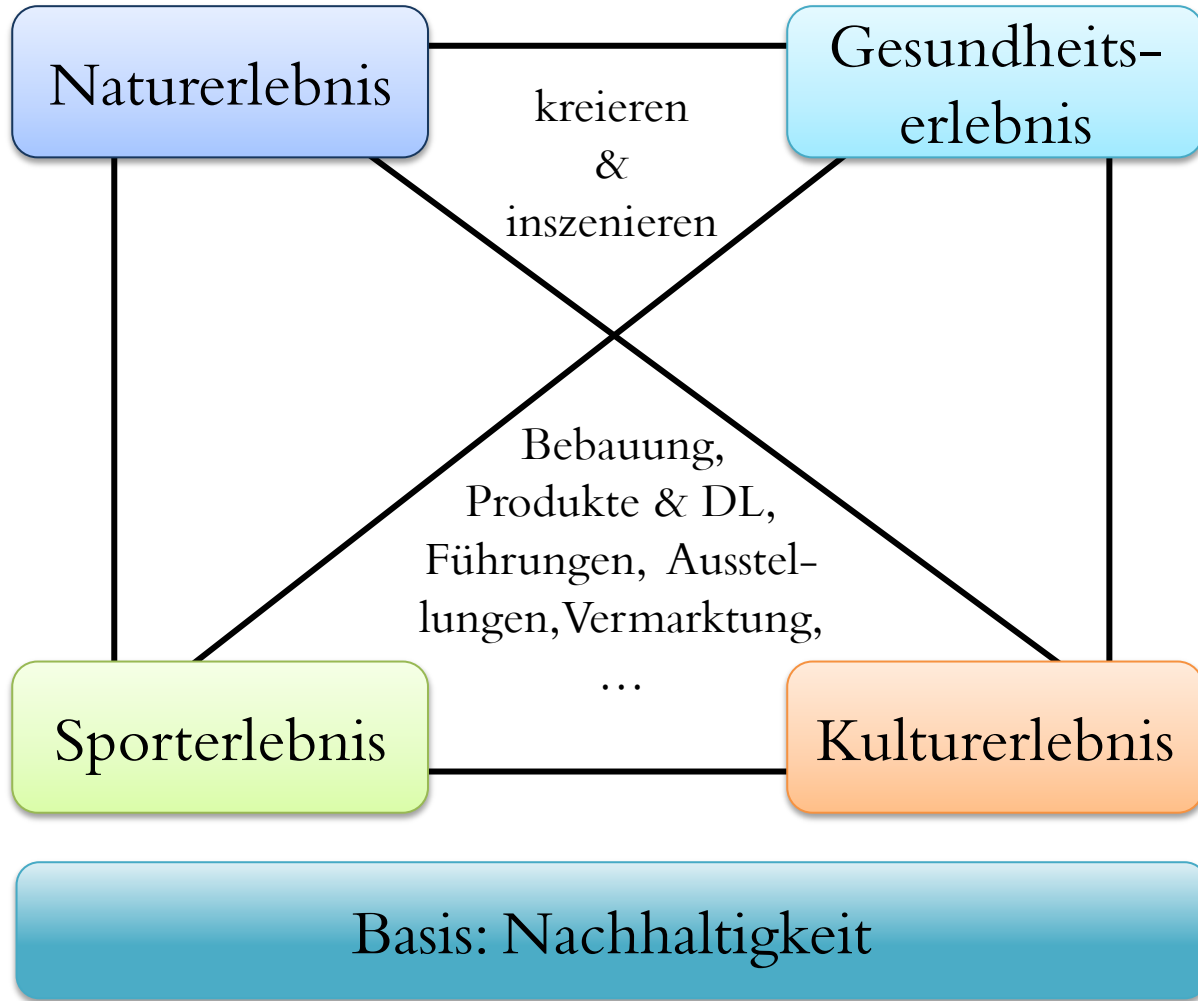 Naturerlebnis
Gesundheits-
erlebnis
kreieren
&
inszenieren
Bebauung,
Produkte & DL,
Führungen, Ausstel-
lungen, Vermarktung,
…
Sporterlebnis
Kulturerlebnis
Basis: Nachhaltigkeit